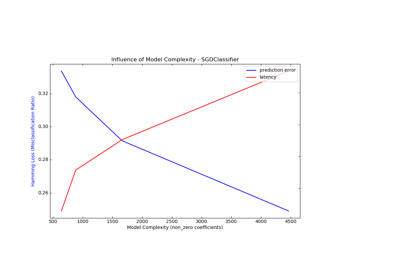 Influence of Model Complexity - SGDClassifier
prediction error
latency
0.32
0.30
0.28
0.26
Hamming Loss (Misclassification Ratio)
500
1000
1500
2000
2500
3000
3500
4000
4500
Model Complexity (non_zero coefficients)